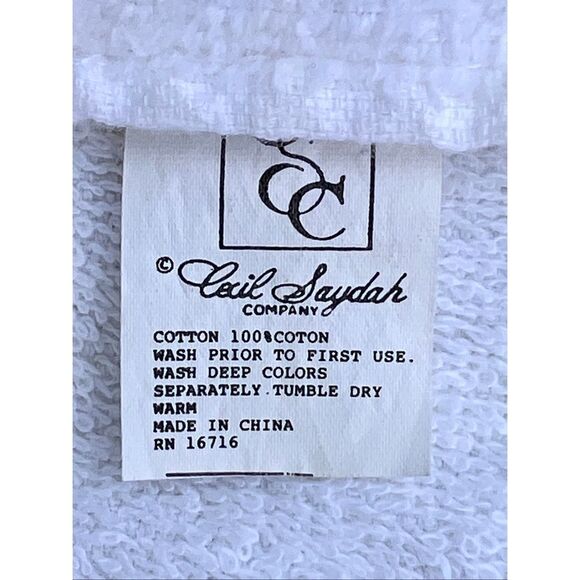 SCC
© Cecil Saydah
COMPANY
COTTON 100%COTON
WASH PRIOR TO FIRST USE.
WASH DEEP COLORS
SEPARATELY.TUMBLE DRY
WARM
MADE IN CHINA
RN 16716